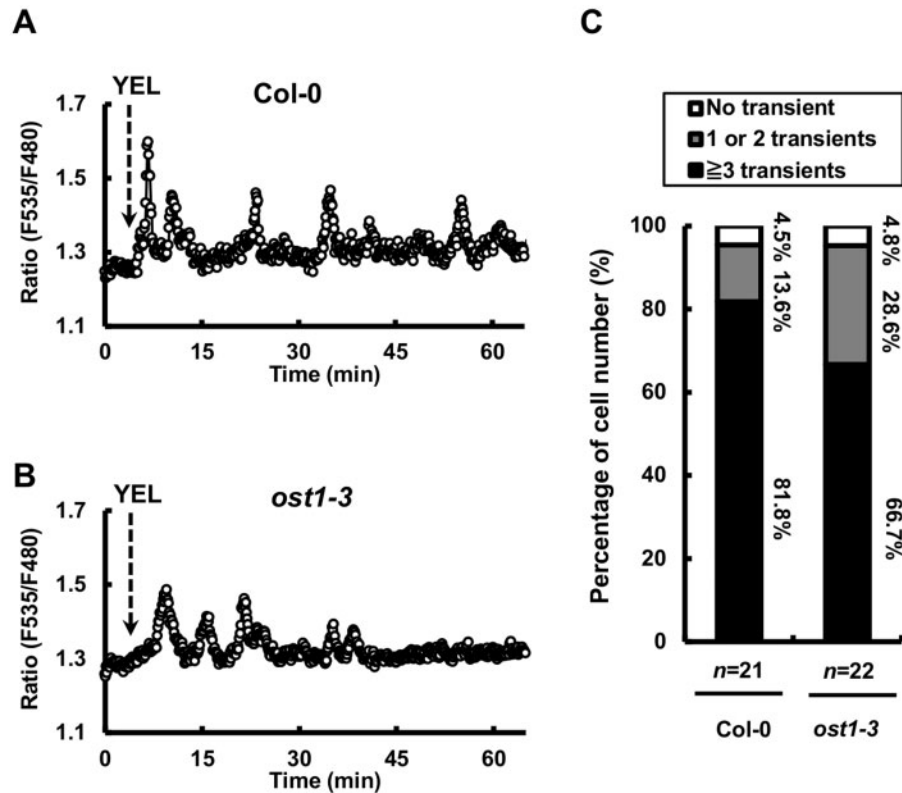 A
YEL
Col-0
Ratio (F535/F480)
1.7
1.5
1.3
1.1
0
15
30
45
60
Time (min)
B
YEL
ost1-3
Ratio (F535/F480)
1.7
1.5
1.3
1.1
0
15
30
45
60
Time (min)
C
No transient
1 or 2 transients
≧3 transients
Percentage of cell number (%)
100
80
60
40
20
0
4.5%
13.6%
81.8%
4.8%
28.6%
66.7%
n=21
n=22
Col-0
ost1-3